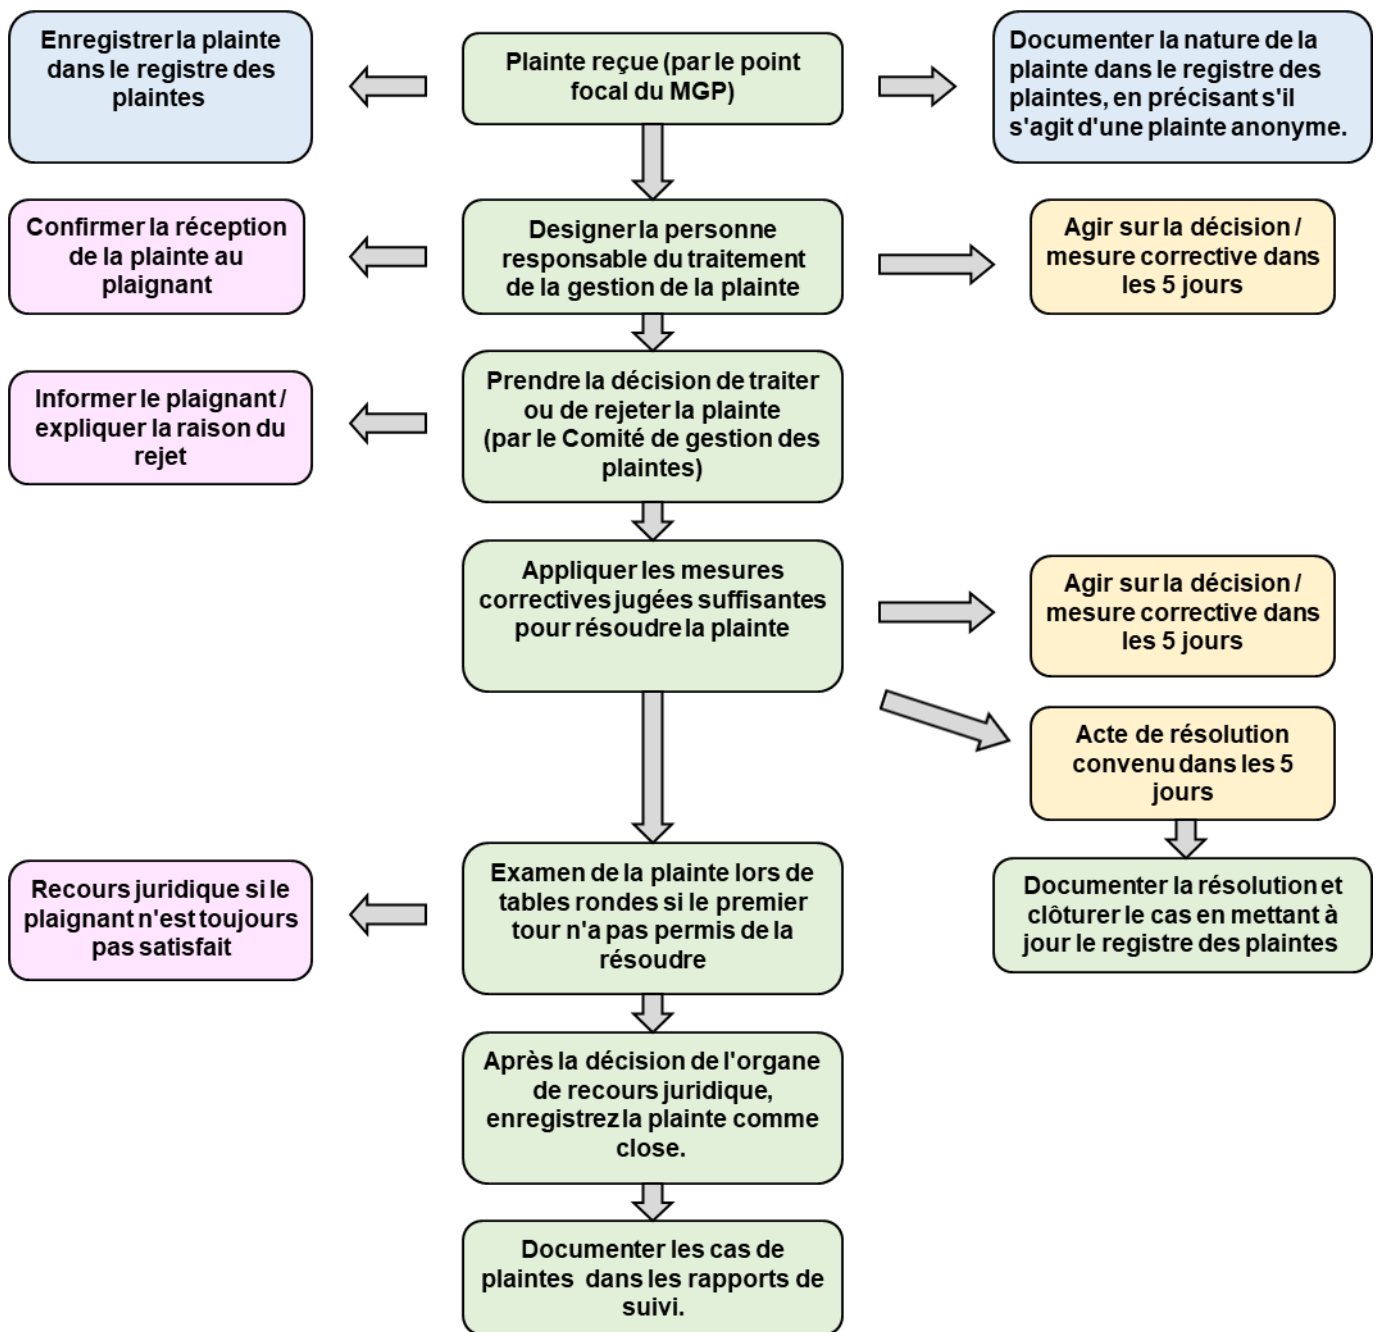 Enregistrer la plainte
dans le registre des
plaintes
Plainte reçue (par le point
focal du MGP)
Documenter la nature de la
plainte dans le registre des
plaintes, en précisant s'il
s'agit d'une plainte anonyme.
Confirmer la réception
de la plainte au
plaignant
Designer la personne
responsable du traitement
de la gestion de la plainte
Agir sur la décision /
mesure corrective dans
les 5 jours
Informer le plaignant /
expliquer la raison du
rejet
Prendre la décision de traiter
ou de rejeter la plainte
(par le Comité de gestion des
plaintes)
Appliquer les mesures
correctives jugées suffisantes
pour résoudre la plainte
Agir sur la décision /
mesure corrective dans
les 5 jours
Acte de résolution
convenu dans les 5
jours
Recours juridique si le
plaignant n'est toujours
pas satisfait
Examen de la plainte lors de
tables rondes si le premier
tour n'a pas permis de la
résoudre
Documenter la résolution et
clôturer le cas en mettant à
jour le registre des plaintes
Après la décision de l'organe
de recours juridique,
enregistrez la plainte comme
close.
Documenter les cas de
plaintes dans les rapports de
suivi.